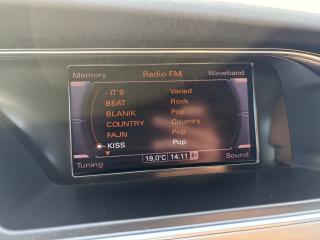 Memory Radio FM Waveband
- IT'S Varied
BEAT Rock
BLANIK Pop
COUNTRY Country
FAJN Pop
KISS Pop
Tuning 19,0°C 14:11 Sound